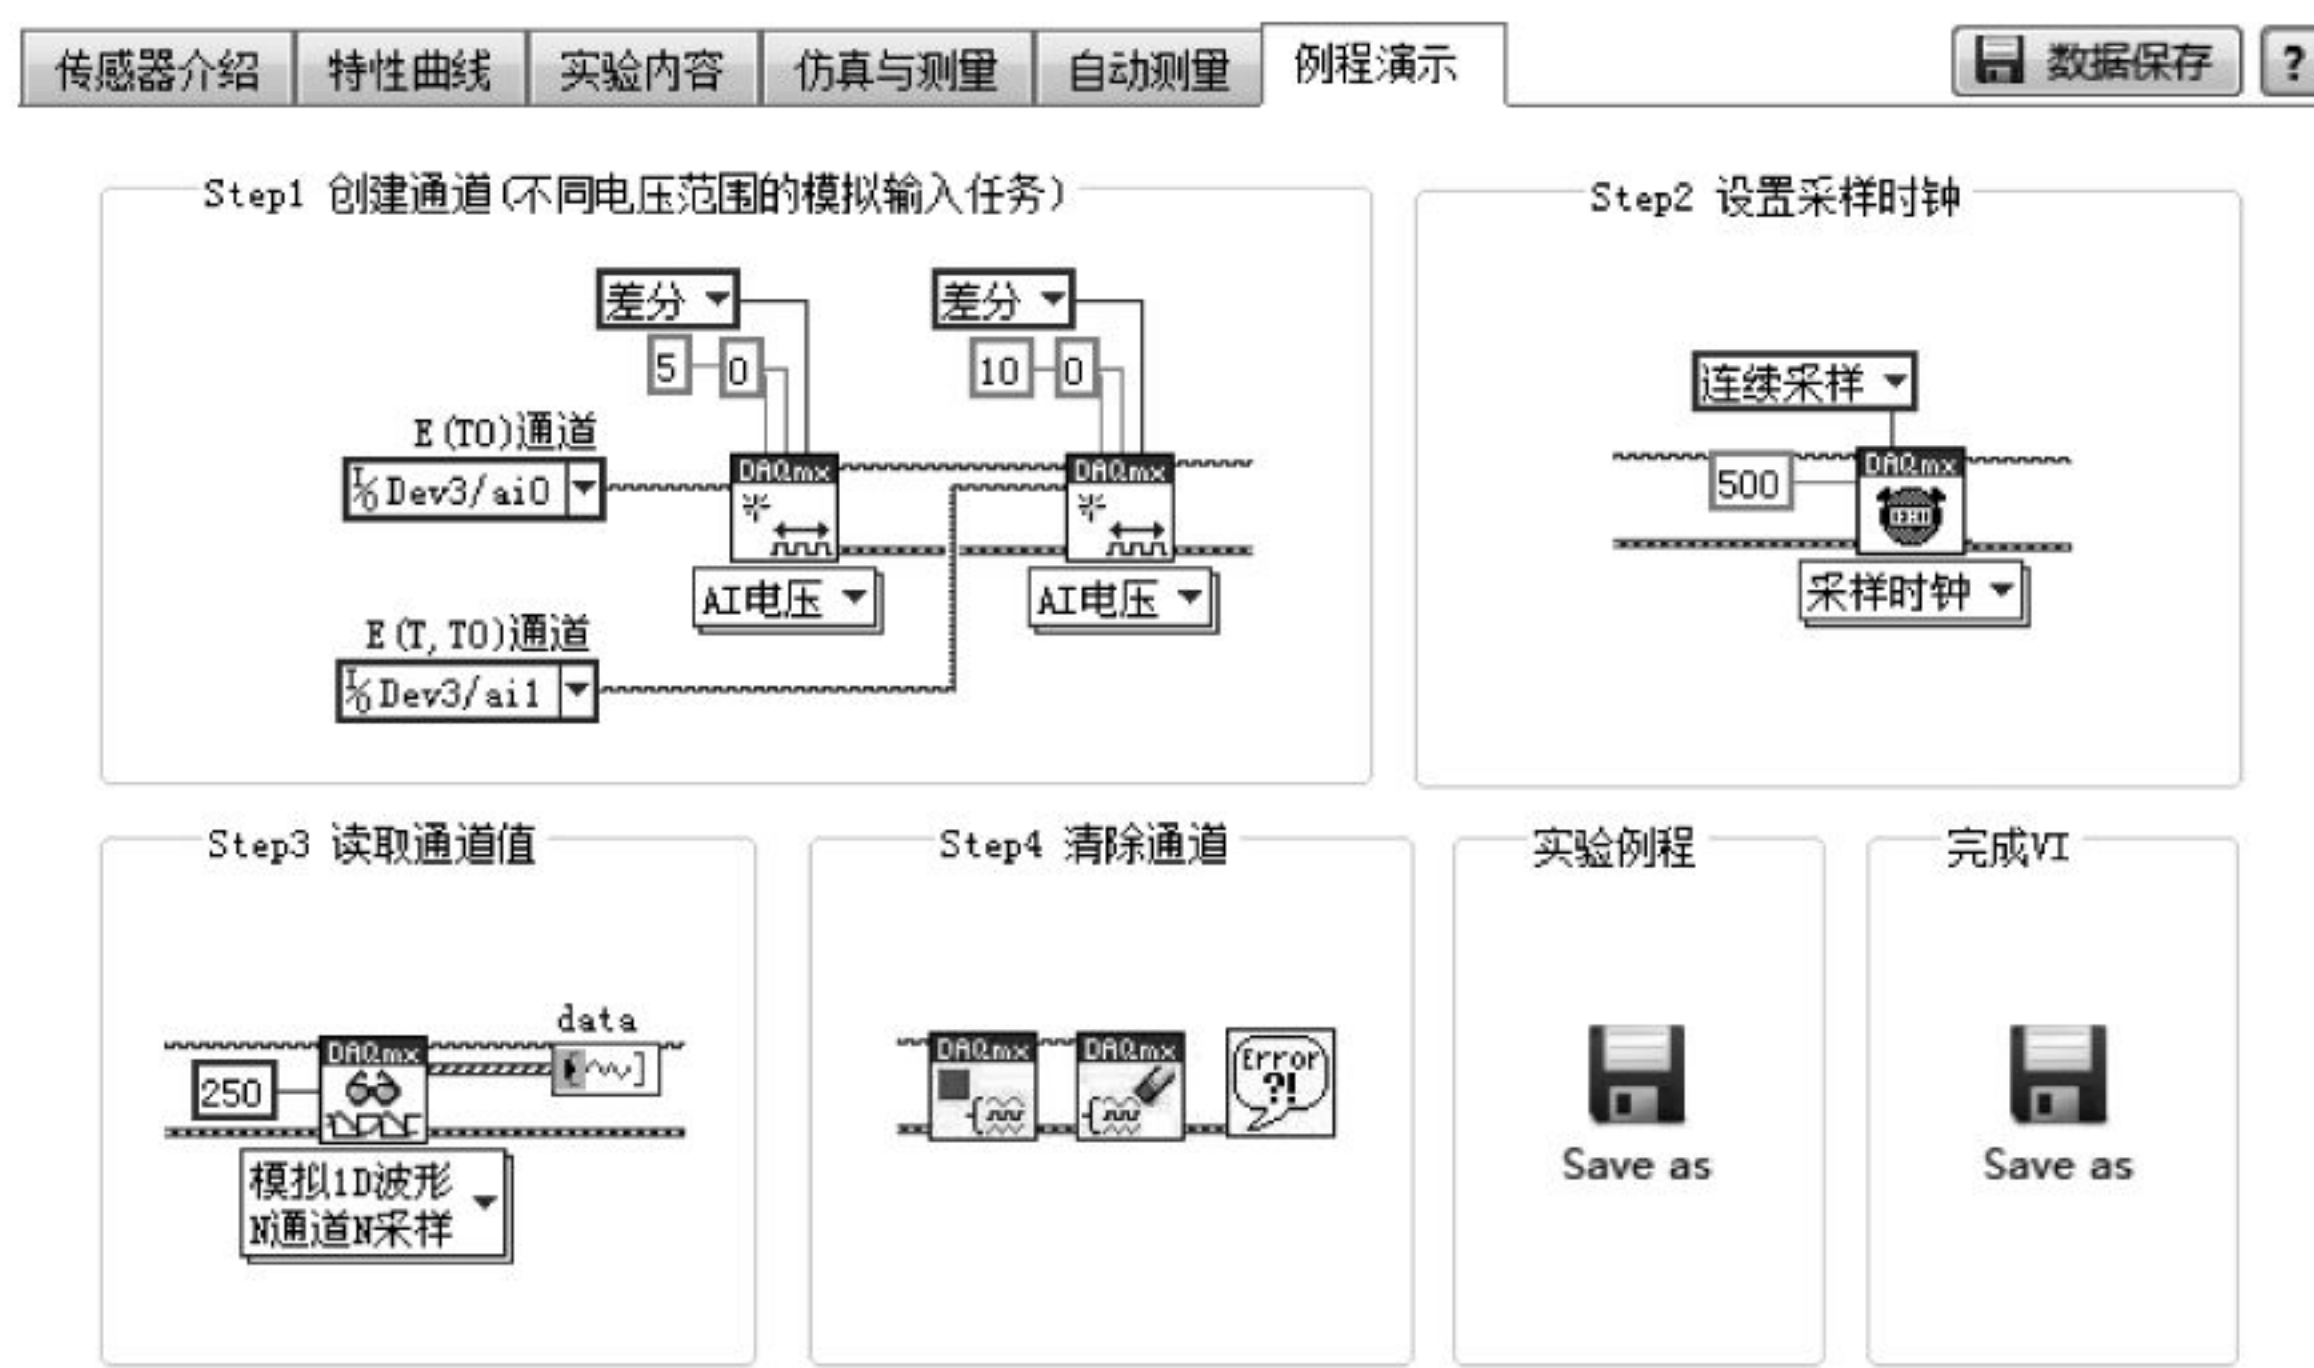 传感器介绍 特性曲线 实验内容 仿真与测量 自动测量 例程演示 数据保存 ?
Step1 创建通道(不同电压范围的模拟输入任务)
差分 差分
5 0 10 0
E(T0)通道
I/O Dev3/ai0
DAQmx DAQmx
AI电压 AI电压
E(T,T0)通道
I/O Dev3/ai1
Step2 设置采样时钟
连续采样
500
DAQmx
采样时钟
Step3 读取通道值
data
DAQmx
250
模拟1D波形
N通道N采样
Step4 清除通道
DAQmx DAQmx
Error
?!
实验例程
Save as
完成VI
Save as